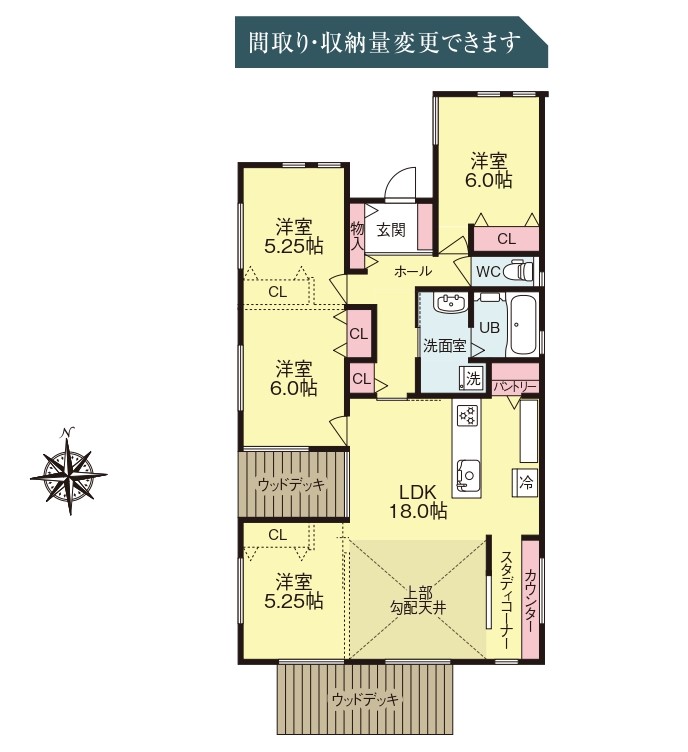 間取り・収納量変更できます
洋室
6.0帖
CL
洋室
5.25帖
CL
物入
玄関
ホール
WC
UB
洗面室
洗
CL
CL
洋室
6.0帖
パントリー
N
ウッドデッキ
LDK
18.0帖
冷
CL
洋室
5.25帖
上部
勾配天井
スタディコーナー
カウンター
ウッドデッキ